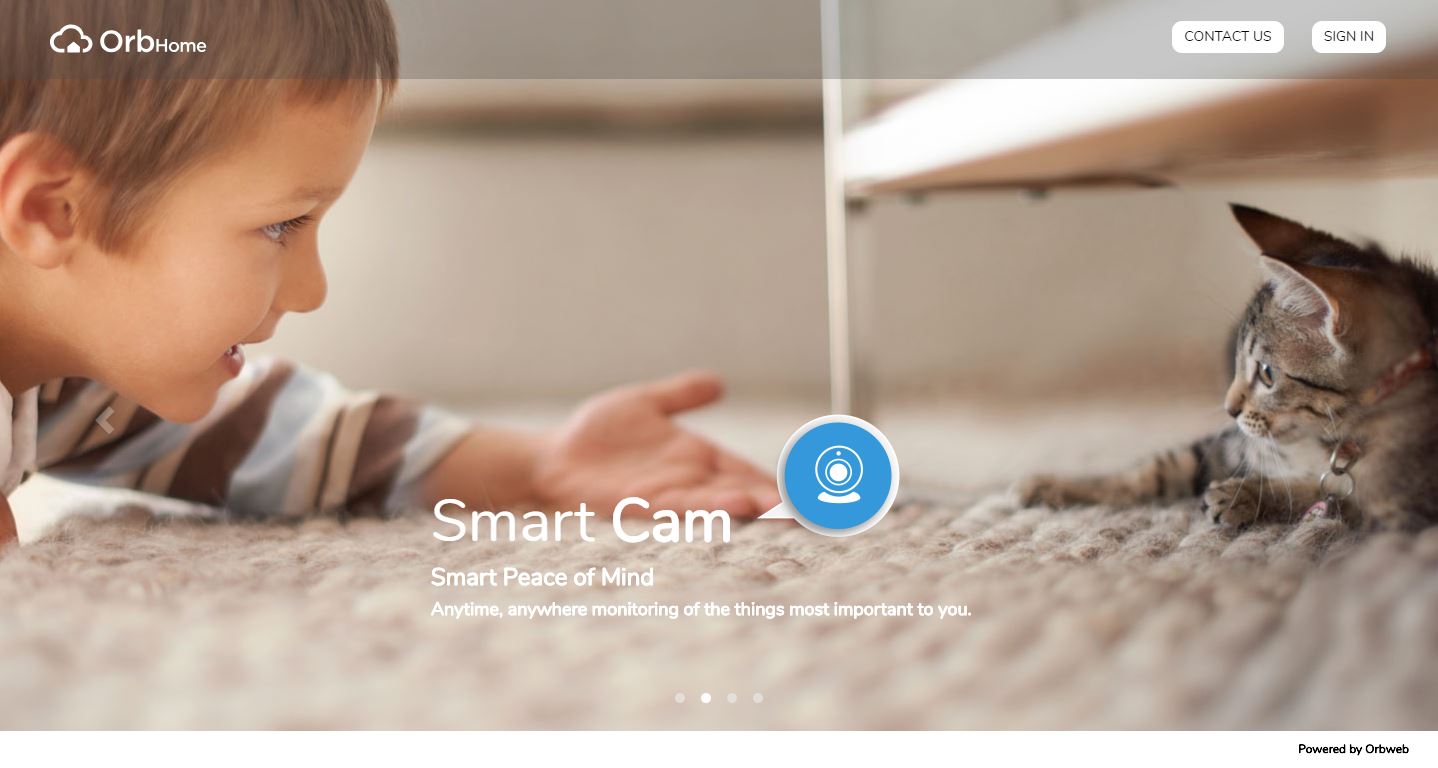 OrbHome
CONTACT US
SIGN IN
Smart Cam
Smart Peace of Mind
Anytime, anywhere monitoring of the things most important to you.
Powered by Orbweb